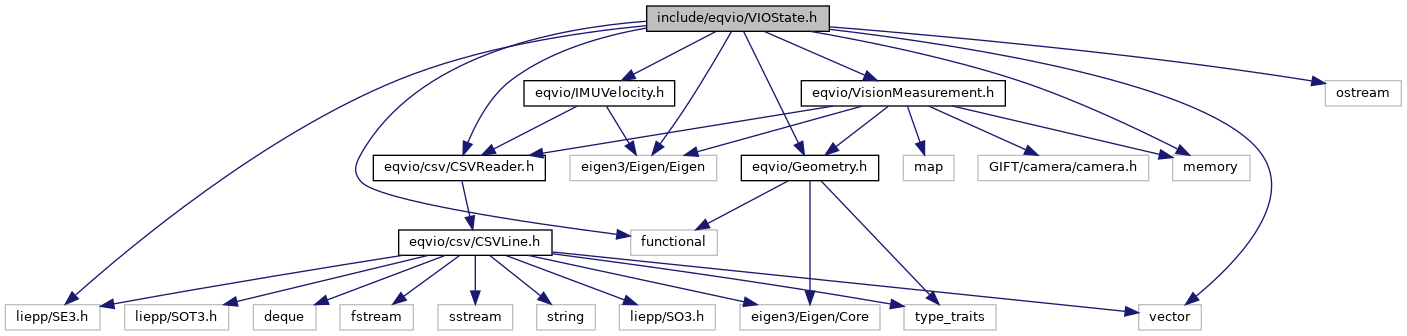 include/eqvio/VIOState.h
eqvio/IMUVelocity.h
eqvio/VisionMeasurement.h
ostream
eqvio/csv/CSVReader.h
eigen3/Eigen/Eigen
eqvio/Geometry.h
map
GIFT/camera/camera.h
memory
eqvio/csv/CSVLine.h
functional
liepp/SE3.h
liepp/SOT3.h
deque
fstream
sstream
string
liepp/SO3.h
eigen3/Eigen/Core
type_traits
vector